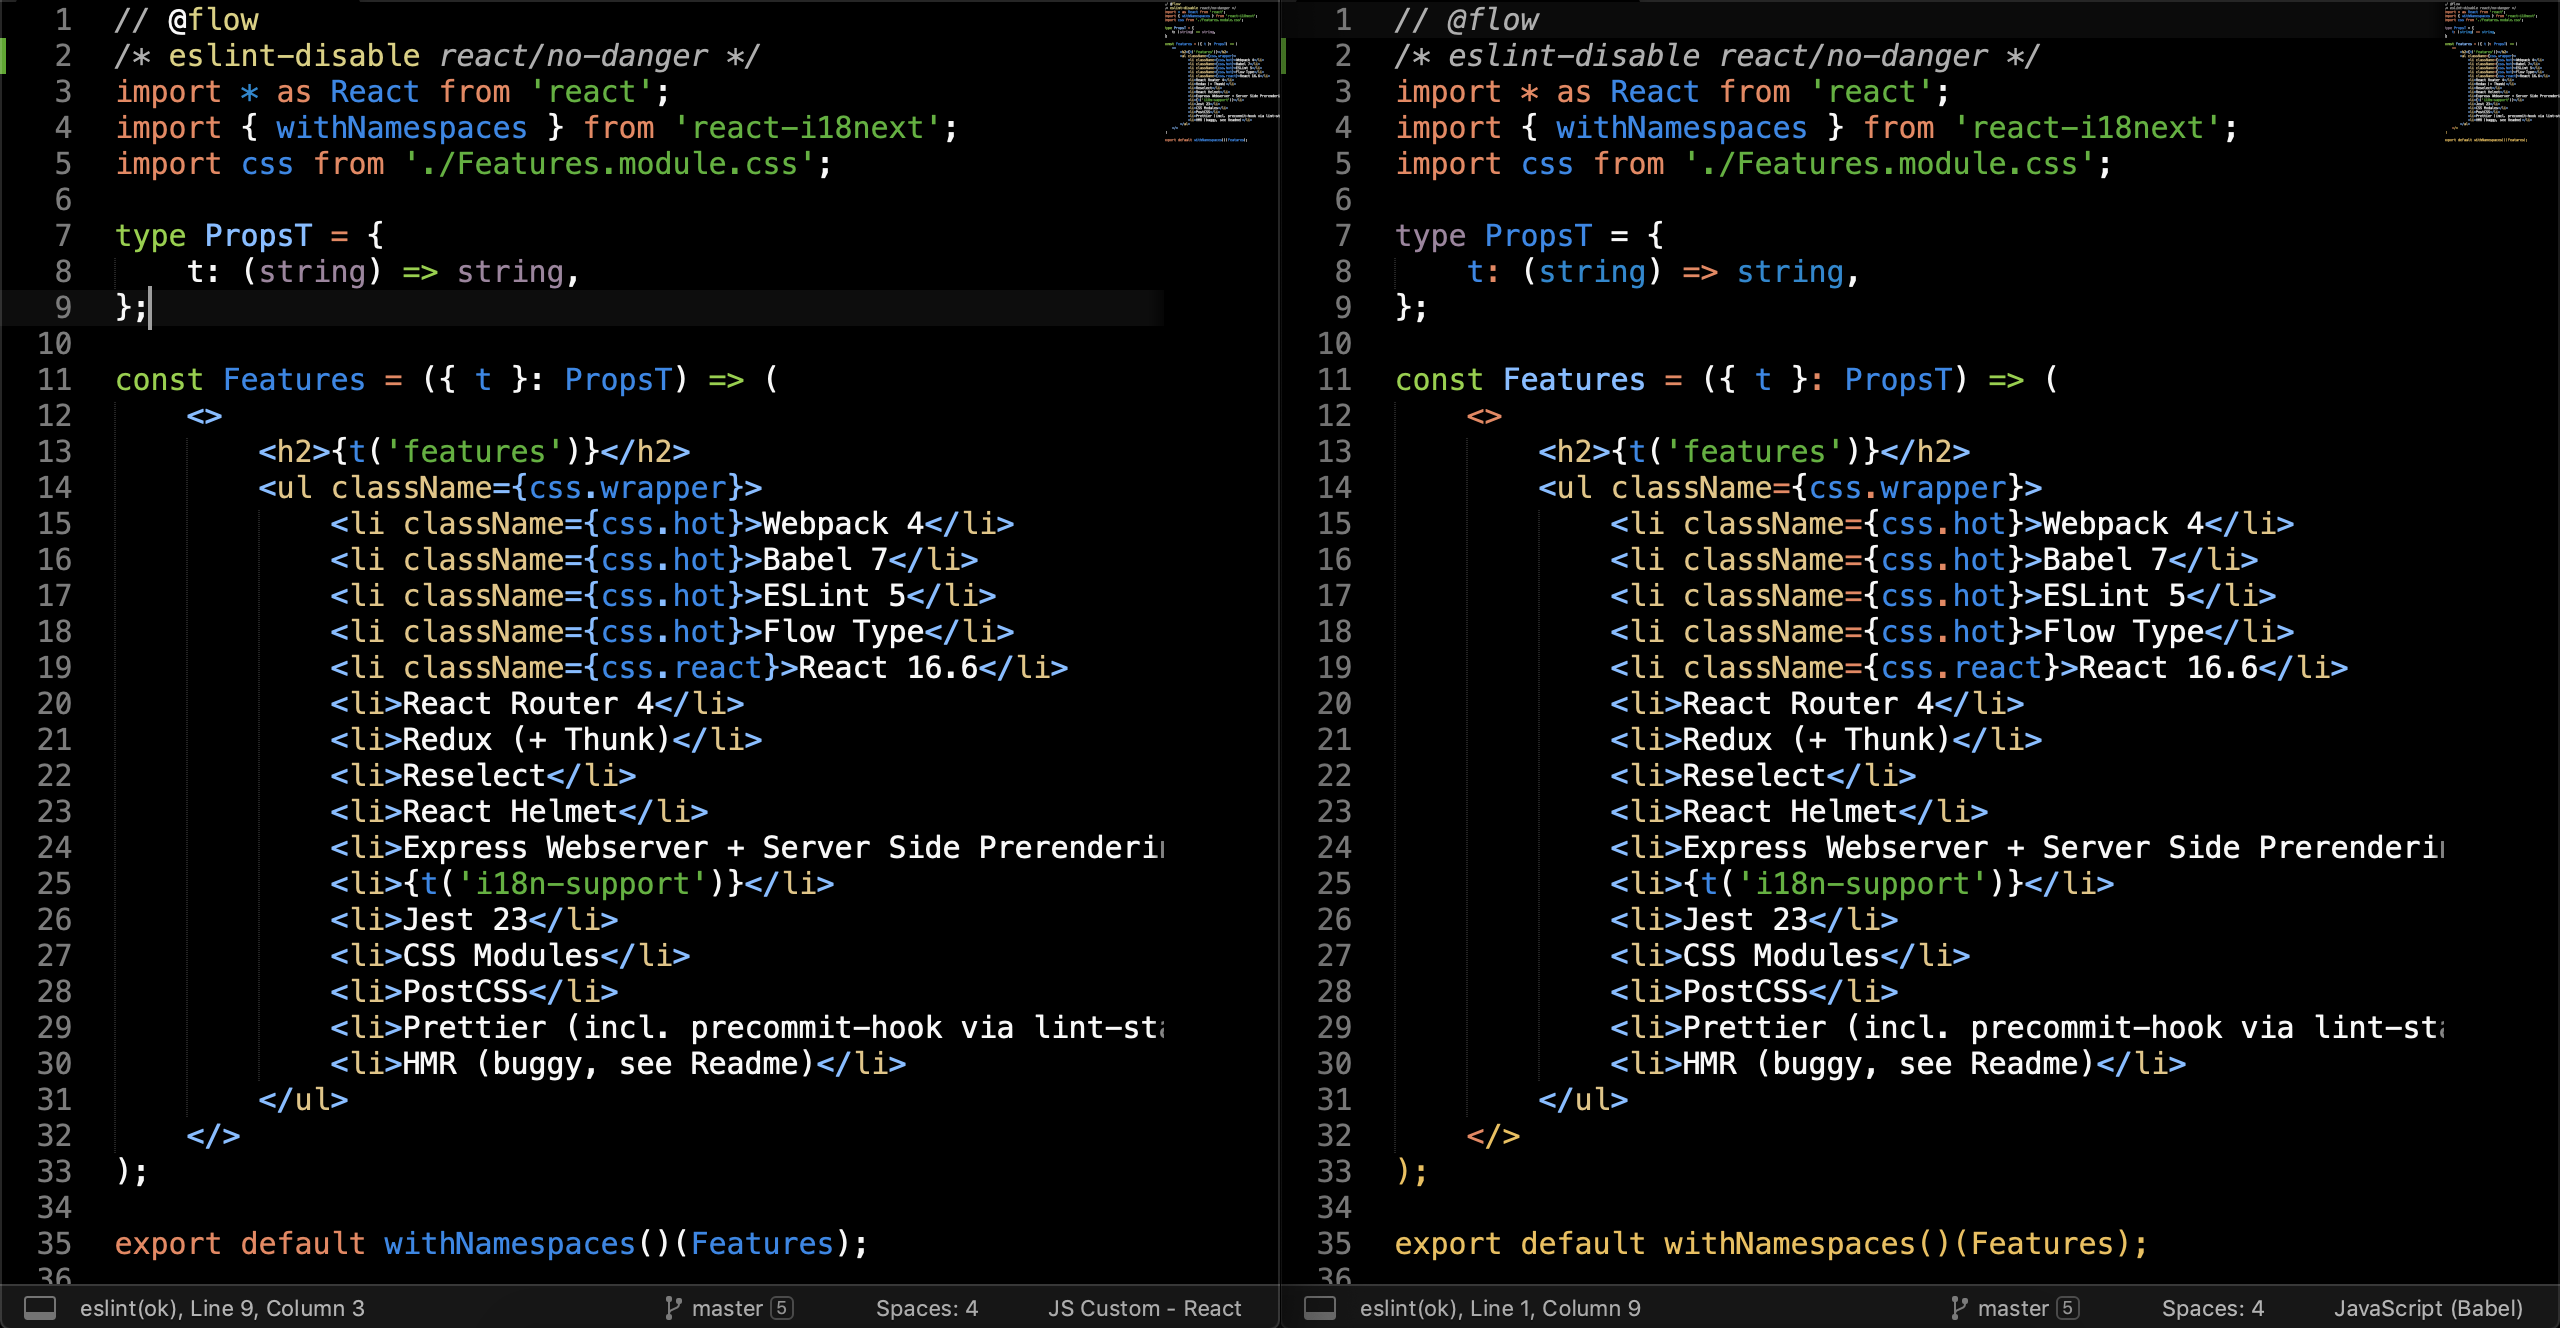 1 // @flow
2 /* eslint-disable react/no-danger */
3 import * as React from 'react';
4 import { withNamespaces } from 'react-i18next';
5 import css from './Features.module.css';
6
7 type PropsT = {
8 t: (string) => string,
9 };
10
11 const Features = ({ t }: PropsT) => (
12 <>
13 <h2>{t('features')}</h2>
14 <ul className={css.wrapper}>
15 <li className={css.hot}>Webpack 4</li>
16 <li className={css.hot}>Babel 7</li>
17 <li className={css.hot}>ESLint 5</li>
18 <li className={css.hot}>Flow Type</li>
19 <li className={css.react}>React 16.6</li>
20 <li>React Router 4</li>
21 <li>Redux (+ Thunk)</li>
22 <li>Reselect</li>
23 <li>React Helmet</li>
24 <li>Express Webserver + Server Side Prerenderi
25 <li>{t('i18n-support')}</li>
26 <li>Jest 23</li>
27 <li>CSS Modules</li>
28 <li>PostCSS</li>
29 <li>Prettier (incl. precommit-hook via lint-st
30 <li>HMR (buggy, see Readme)</li>
31 </ul>
32 </>
33 );
34
35 export default withNamespaces()(Features);
36
eslint(ok), Line 9, Column 3 master 5 Spaces: 4 JS Custom - React
1 // @flow
2 /* eslint-disable react/no-danger */
3 import * as React from 'react';
4 import { withNamespaces } from 'react-i18next';
5 import css from './Features.module.css';
6
7 type PropsT = {
8 t: (string) => string,
9 };
10
11 const Features = ({ t }: PropsT) => (
12 <>
13 <h2>{t('features')}</h2>
14 <ul className={css.wrapper}>
15 <li className={css.hot}>Webpack 4</li>
16 <li className={css.hot}>Babel 7</li>
17 <li className={css.hot}>ESLint 5</li>
18 <li className={css.hot}>Flow Type</li>
19 <li className={css.react}>React 16.6</li>
20 <li>React Router 4</li>
21 <li>Redux (+ Thunk)</li>
22 <li>Reselect</li>
23 <li>React Helmet</li>
24 <li>Express Webserver + Server Side Prerenderi
25 <li>{t('i18n-support')}</li>
26 <li>Jest 23</li>
27 <li>CSS Modules</li>
28 <li>PostCSS</li>
29 <li>Prettier (incl. precommit-hook via lint-st
30 <li>HMR (buggy, see Readme)</li>
31 </ul>
32 </>
33 );
34
35 export default withNamespaces()(Features);
36
eslint(ok), Line 1, Column 9 master 5 Spaces: 4 JavaScript (Babel)